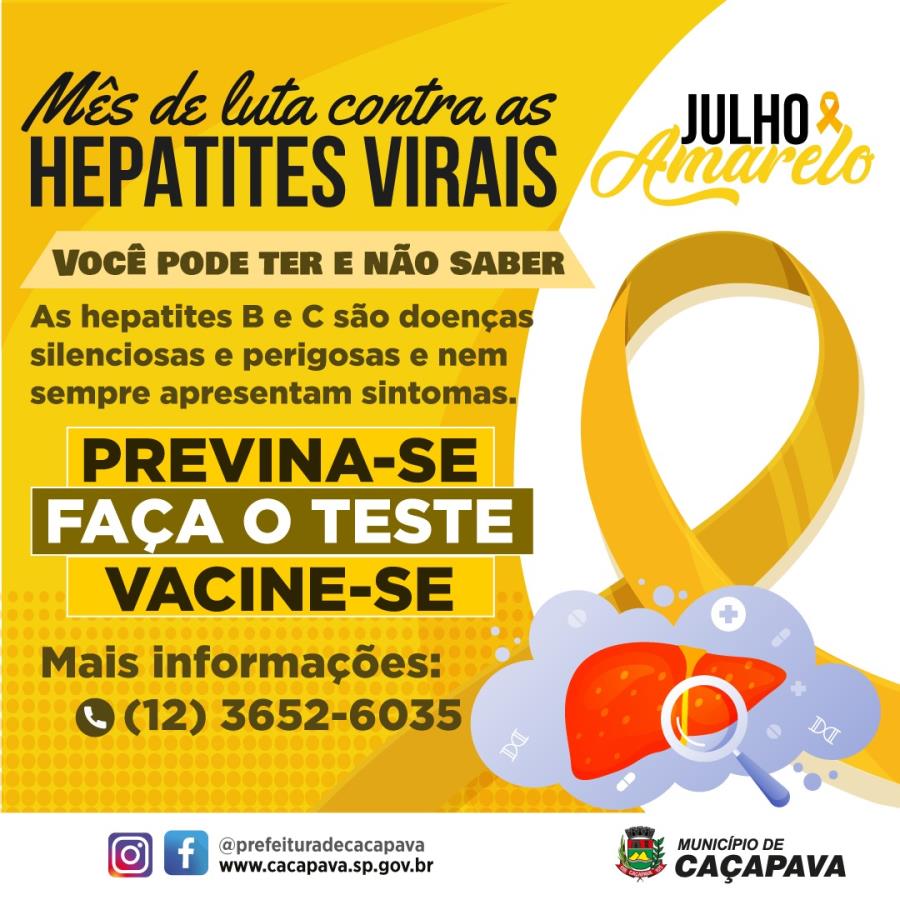 Mês de luta contra as
HEPATITES VIRAIS
JULHO
Amarelo
VOCÊ PODE TER E NÃO SABER
As hepatites B e C são doenças
silenciosas e perigosas e nem
sempre apresentam sintomas.
PREVINA-SE
FAÇA O TESTE
VACINE-SE
Mais informações:
(12) 3652-6035
@prefeituradecacapava
www.cacapava.sp.gov.br
MUNICÍPIO DE
CAÇAPAVA